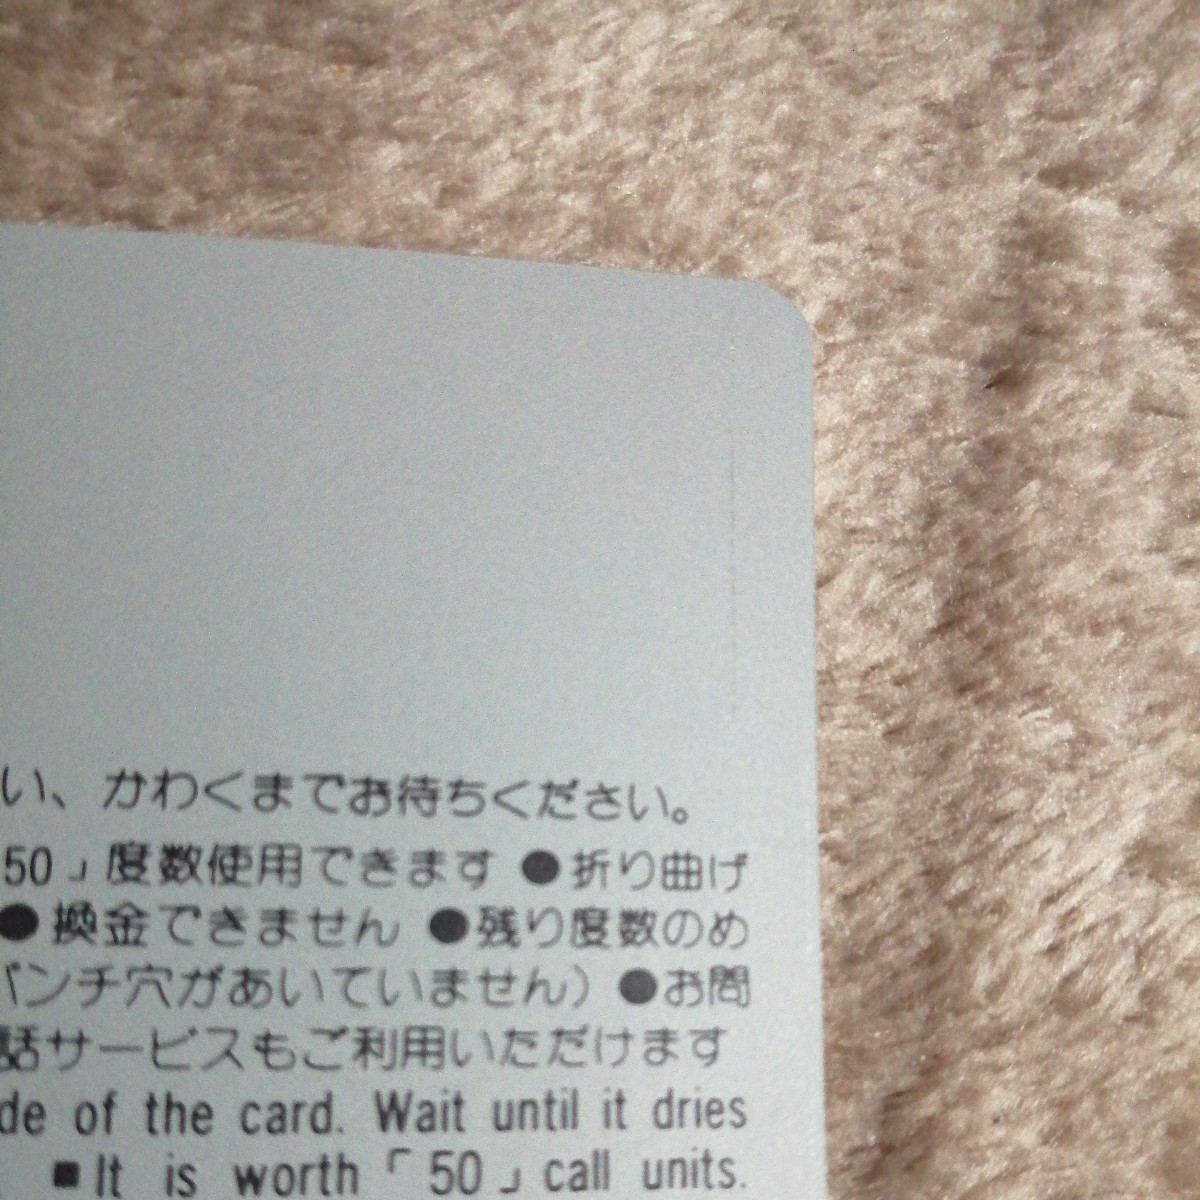 い、かわくまでお待ちください。
50」度数使用できます ●折り曲げ
●換金できません ●残り度数のめ
パンチ穴があいていません）●お問
話サービスもご利用いただけます
de of the card. Wait until it dries
■It is worth「50」call units.